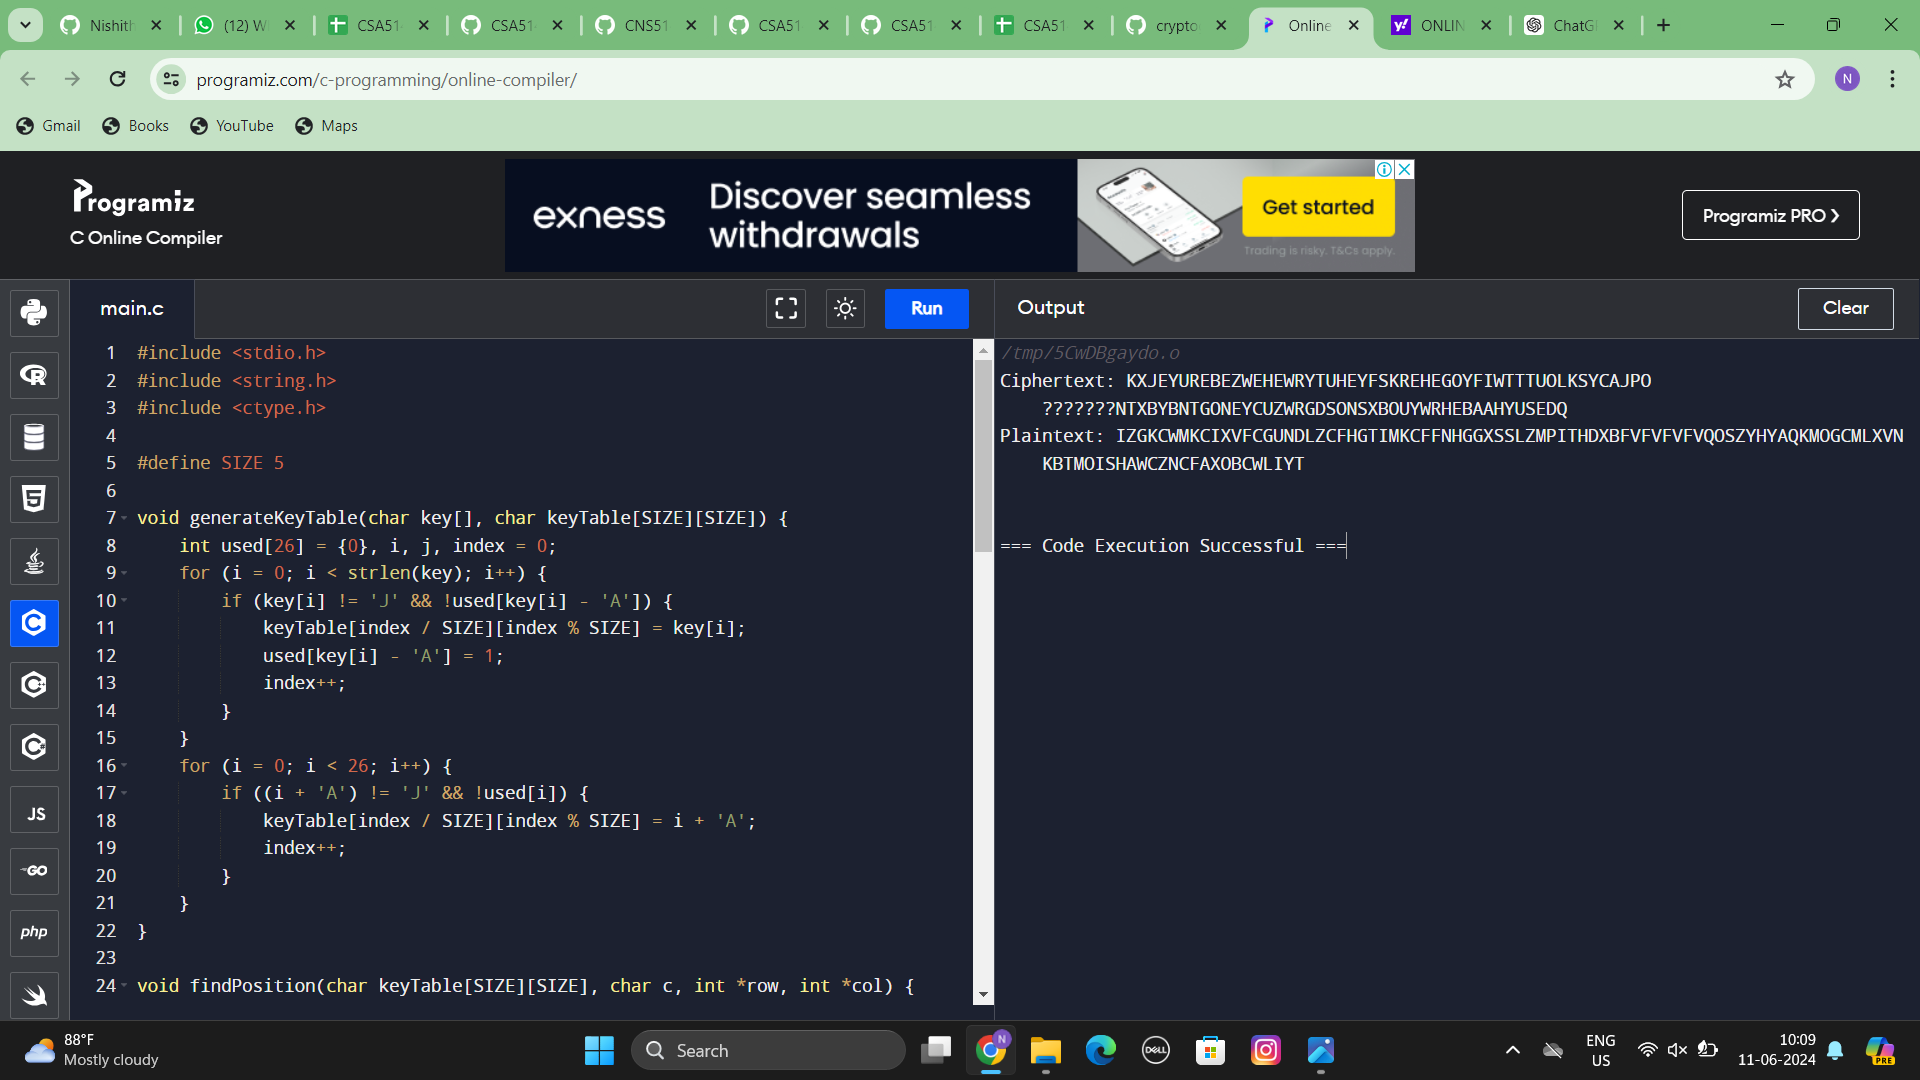 Nishith
(12) W
CSA51
CSA51
CNS51
CSA51
CSA51
CSA51
crypto
Online
ONLIN
ChatG
programiz.com/c-programming/online-compiler/
N
Gmail
Books
YouTube
Maps
Programiz
C Online Compiler
exness
Discover seamless
withdrawals
Get started
Trading is risky. T&Cs apply.
Programiz PRO ❯
main.c
Run
Output
Clear
1 #include <stdio.h>
2 #include <string.h>
3 #include <ctype.h>
4
5 #define SIZE 5
6
7 void generateKeyTable(char key[], char keyTable[SIZE][SIZE]) {
8 int used[26] = {0}, i, j, index = 0;
9 for (i = 0; i < strlen(key); i++) {
10 if (key[i] != 'J' && !used[key[i] - 'A']) {
11 keyTable[index / SIZE][index % SIZE] = key[i];
12 used[key[i] - 'A'] = 1;
13 index++;
14 }
15 }
16 for (i = 0; i < 26; i++) {
17 if ((i + 'A') != 'J' && !used[i]) {
18 keyTable[index / SIZE][index % SIZE] = i + 'A';
19 index++;
20 }
21 }
22 }
23
24 void findPosition(char keyTable[SIZE][SIZE], char c, int *row, int *col) {
/tmp/5CwDBgaydo.o
Ciphertext: KXJEYUREBEZWEHEWRYTUHEYFSKREHEGOYFIWTTTUOLKSYCAJPO
???????NTXBYBNTGONEYCUZWRGDSONSXBOUYWRHEBAAHYUSEDQ
Plaintext: IZGKCWMKCIXVFCGUNDLZCFHGTIMKCFFNHGGXSSLZMPITHDXBFVFVFVFVQOSZYHYAQKMOGCMLXVN
KBTMOISHAWCZNCFAXOBCWLIYT
=== Code Execution Successful ===
JS
GO
php
88°F
Mostly cloudy
Search
N
DELL
ENG
US
10:09
11-06-2024
PRE